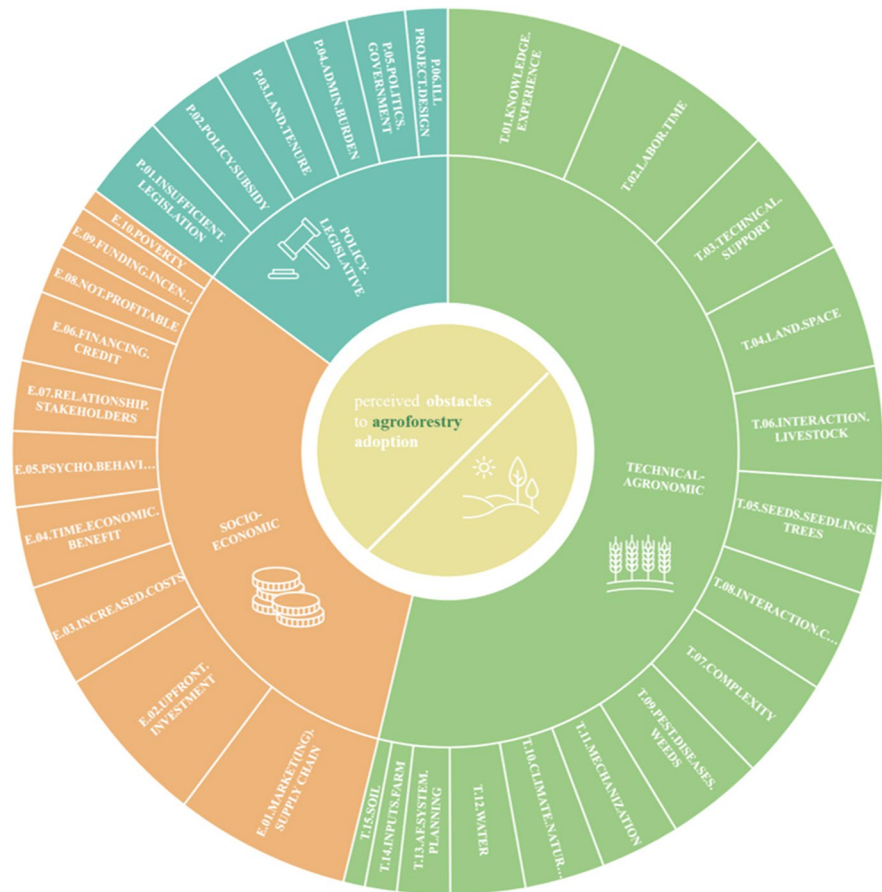 perceived obstacles
to agroforestry
adoption
TECHNICAL-
AGRONOMIC
T.01.KNOWLEDGE.
EXPERIENCE
T.02.LABOR.TIME
T.03.TECHNICAL.
SUPPORT
T.04.LAND.SPACE
T.06.INTERACTION.
LIVESTOCK
T.05.SEEDS.SEEDLINGS.
TREES
T.08.INTERACTION.C…
T.07.COMPLEXITY
T.09.PEST.DISEASES.
WEEDS
T.11.MECHANIZATION
T.10.CLIMATE.NATUR…
T.12.WATER
T.13.AF.SYSTEM.
PLANNING
T.14.INPUTS.FARM
T.15.SOIL
SOCIO-
ECONOMIC
E.01.MARKET(ING).
SUPPLY CHAIN
E.02.UPFRONT.
INVESTMENT
E.03.INCREASED.COSTS
E.04.TIME.ECONOMIC.
BENEFIT
E.05.PSYCHO.BEHAVI…
E.07.RELATIONSHIP.
STAKEHOLDERS
E.06.FINANCING.
CREDIT
E.08.NOT.PROFITABLE
E.09.FUNDING.INCEN…
E.10.POVERTY
POLICY-
LEGISLATIVE
P.01.INSUFFICIENT.
LEGISLATION
P.02.POLICY.SUBSIDY
P.03.LAND.TENURE
P.04.ADMIN.BURDEN
P.05.POLITICS.
GOVERNMENT
P.06.ILL
PROJECT.DESIGN